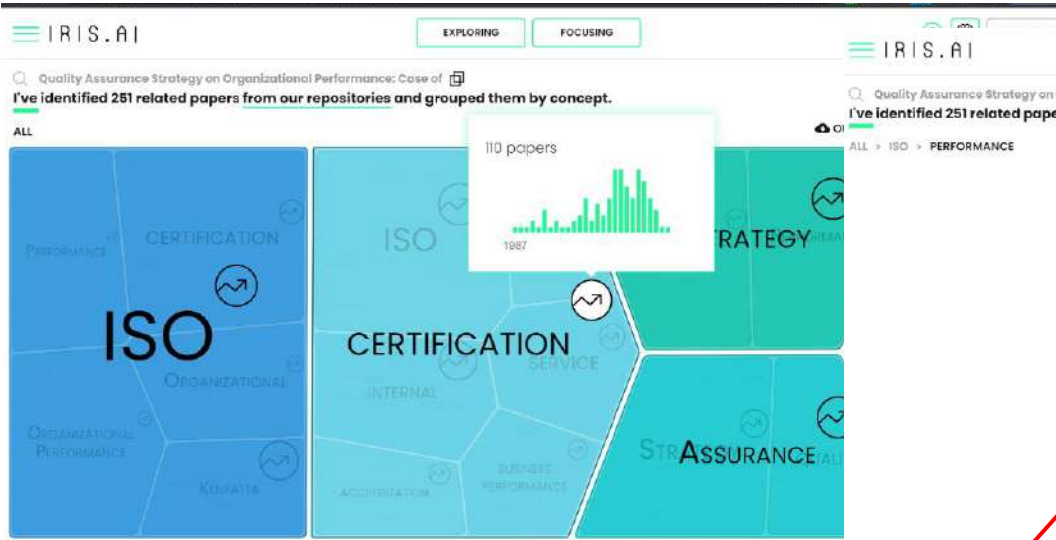 IRIS.AI
EXPLORING
FOCUSING
Quality Assurance Strategy on Organizational Performance: Case of
I've identified 251 related papers from our repositories and grouped them by concept.
ALL
110 papers
1987
PERFORMANCE
CERTIFICATION
ISO
ORGANIZATIONAL
ORGANIZATIONAL
PERFORMANCE
KENYATTA
ISO
CERTIFICATION
SERVICE
INTERNAL
BUSINESS
PERFORMANCE
ACCREDITATION
RATEGY
ASSURANCE
IRIS.AI
Quality Assurance Strategy on
I've identified 251 related pape
ALL > ISO > PERFORMANCE